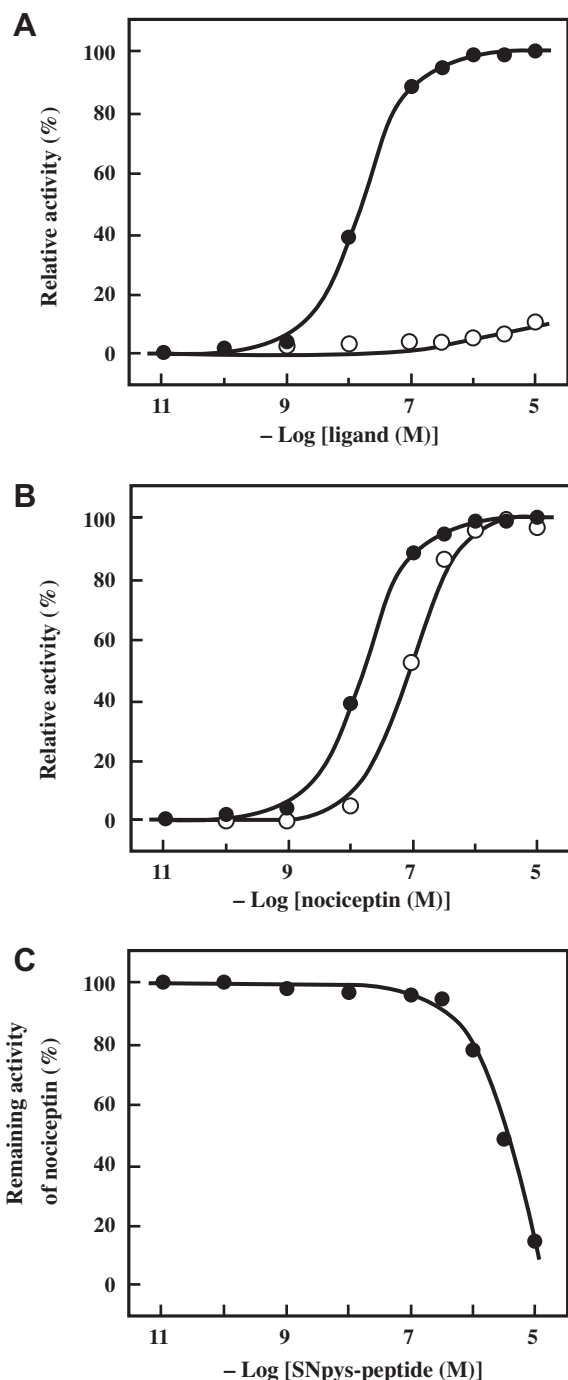 A
Relative activity (%)
100
80
60
40
20
0
11 9 7 5
– Log [ligand (M)]
B
Relative activity (%)
100
80
60
40
20
0
11 9 7 5
– Log [nociceptin (M)]
C
Remaining activity
of nociceptin (%)
100
80
60
40
20
0
11 9 7 5
– Log [SNpys-peptide (M)]